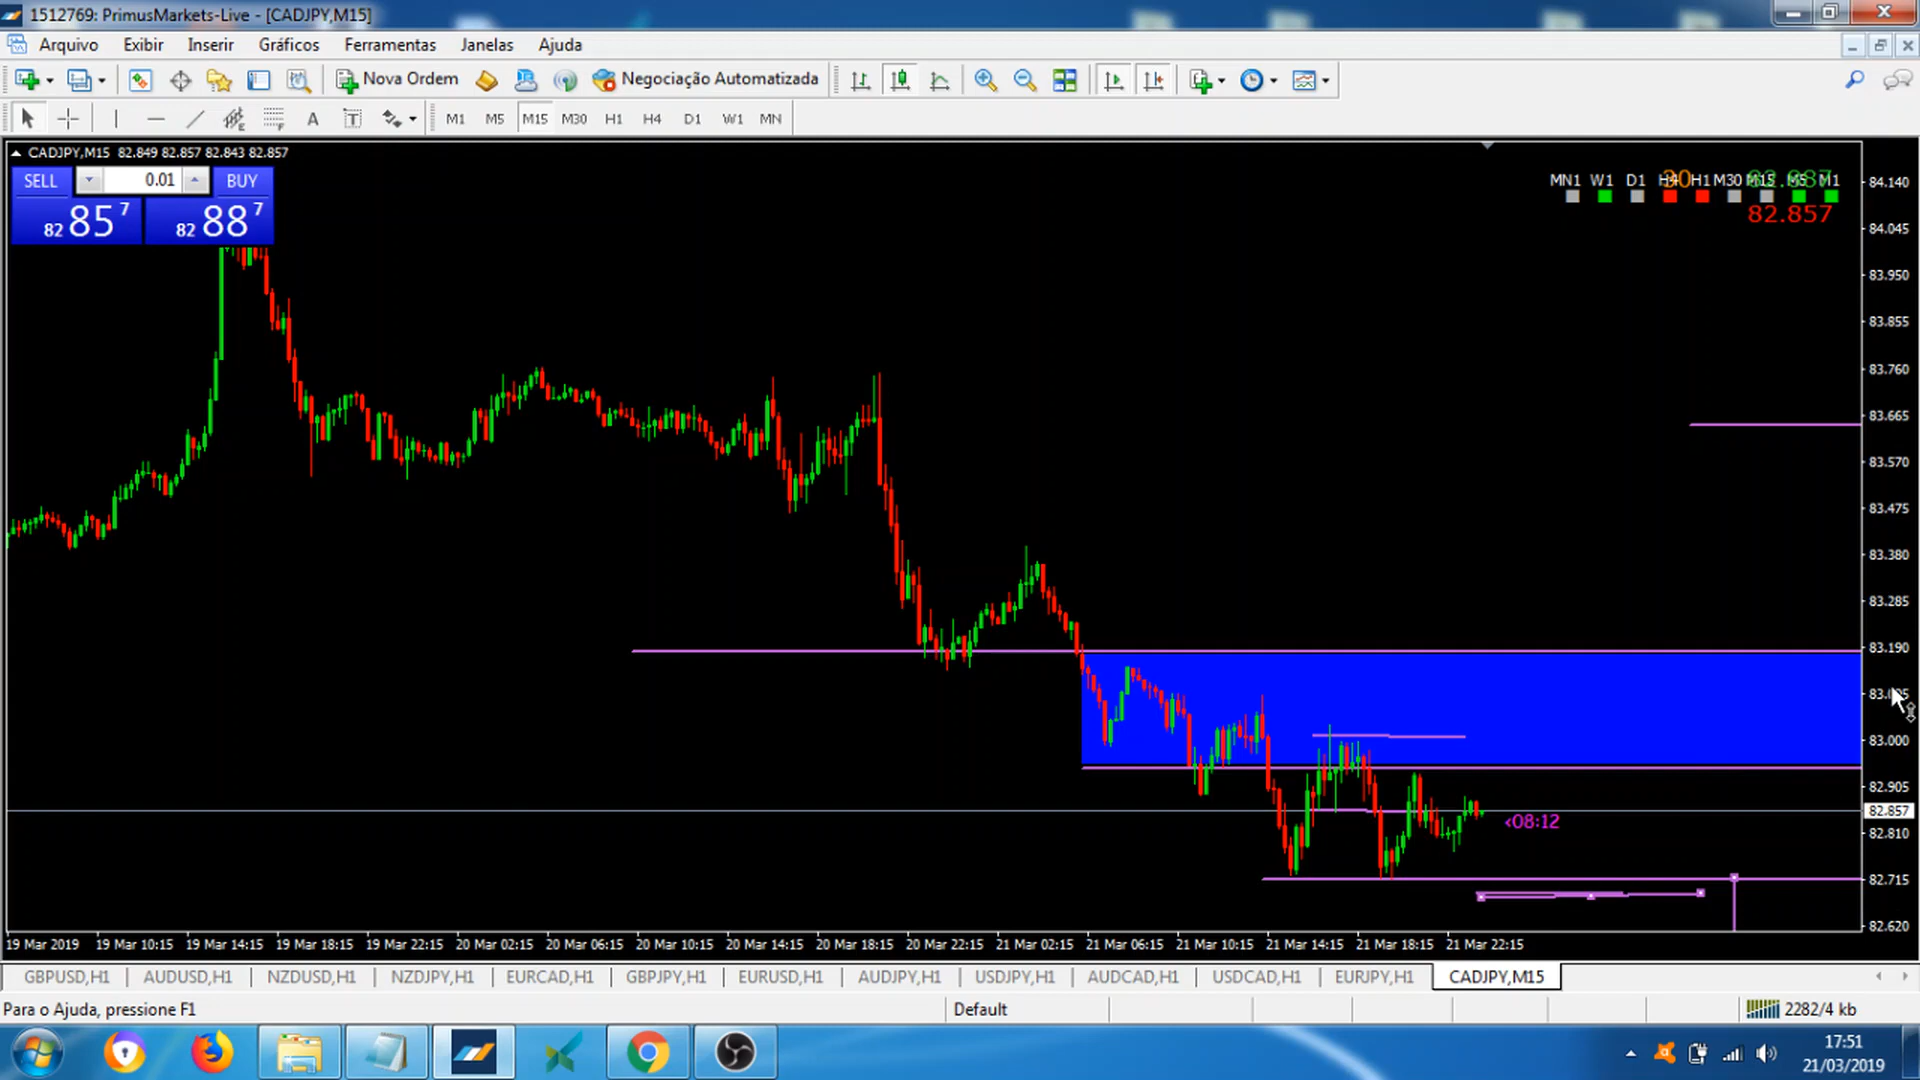 1512769: PrimusMarkets-Live - [CADJPY,M15]
Arquivo Exibir Inserir Gráficos Ferramentas Janelas Ajuda
Nova Ordem Negociação Automatizada
A T M1 M5 M15 M30 H1 H4 D1 W1 MN
CADJPY,M15 82.849 82.857 82.843 82.857
SELL 0.01 BUY
82 85 7 82 88 7
MN1 W1 D1 H4 H1 M30 M15 M5 M1
30
82.857
84.140
84.045
83.950
83.855
83.760
83.665
83.570
83.475
83.380
83.285
83.190
83.000
82.905
82.857
82.810
82.715
82.620
<08:12
19 Mar 2019 19 Mar 10:15 19 Mar 14:15 19 Mar 18:15 19 Mar 22:15 20 Mar 02:15 20 Mar 06:15 20 Mar 10:15 20 Mar 14:15 20 Mar 18:15 20 Mar 22:15 21 Mar 02:15 21 Mar 06:15 21 Mar 10:15 21 Mar 14:15 21 Mar 18:15 21 Mar 22:15
GBPUSD,H1 AUDUSD,H1 NZDUSD,H1 NZDJPY,H1 EURCAD,H1 GBPJPY,H1 EURUSD,H1 AUDJPY,H1 USDJPY,H1 AUDCAD,H1 USDCAD,H1 EURJPY,H1 CADJPY,M15
Para o Ajuda, pressione F1 Default 2282/4 kb
17:51
21/03/2019